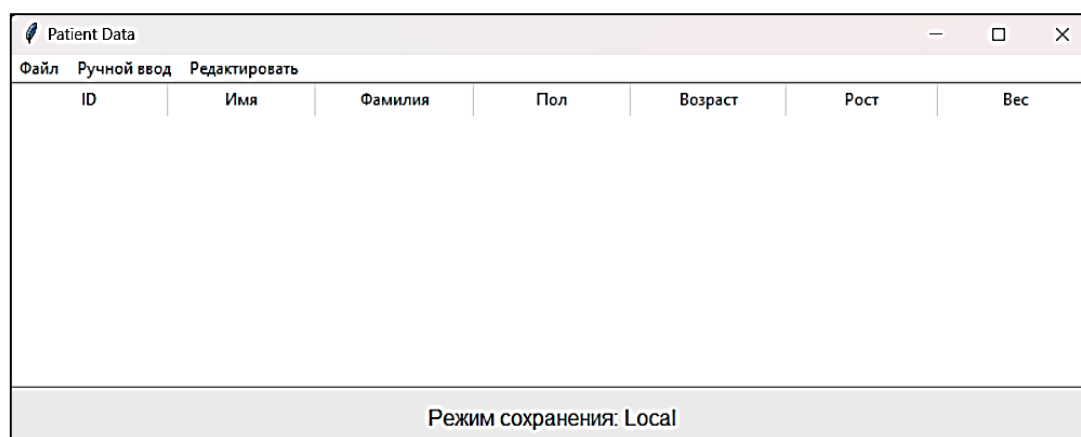 Patient Data
Файл Ручной ввод Редактировать
ID Имя Фамилия Пол Возраст Рост Вес
Режим сохранения: Local